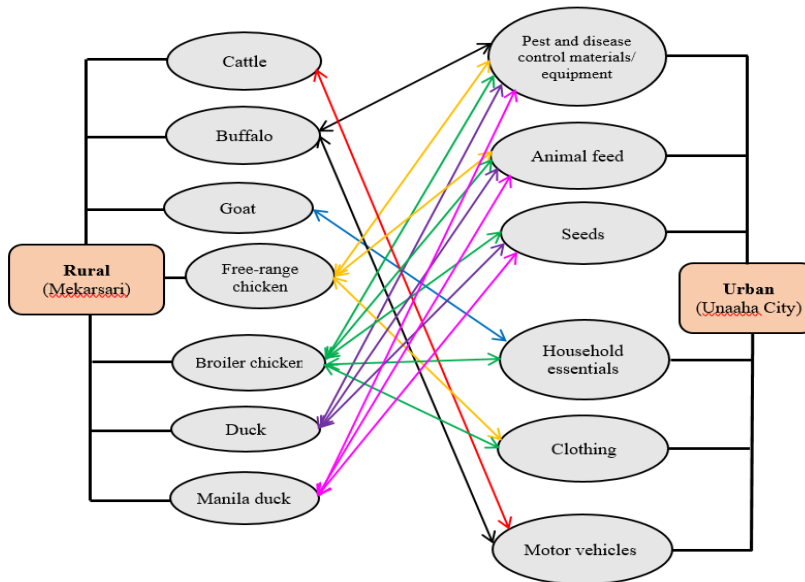 Cattle
Buffalo
Goat
Free-range
chicken
Broiler chicken
Duck
Manila duck
Rural
(Mekarsari)
Pest and disease
control materials/
equipment
Animal feed
Seeds
Household
essentials
Clothing
Motor vehicles
Urban
(Unaaha City)